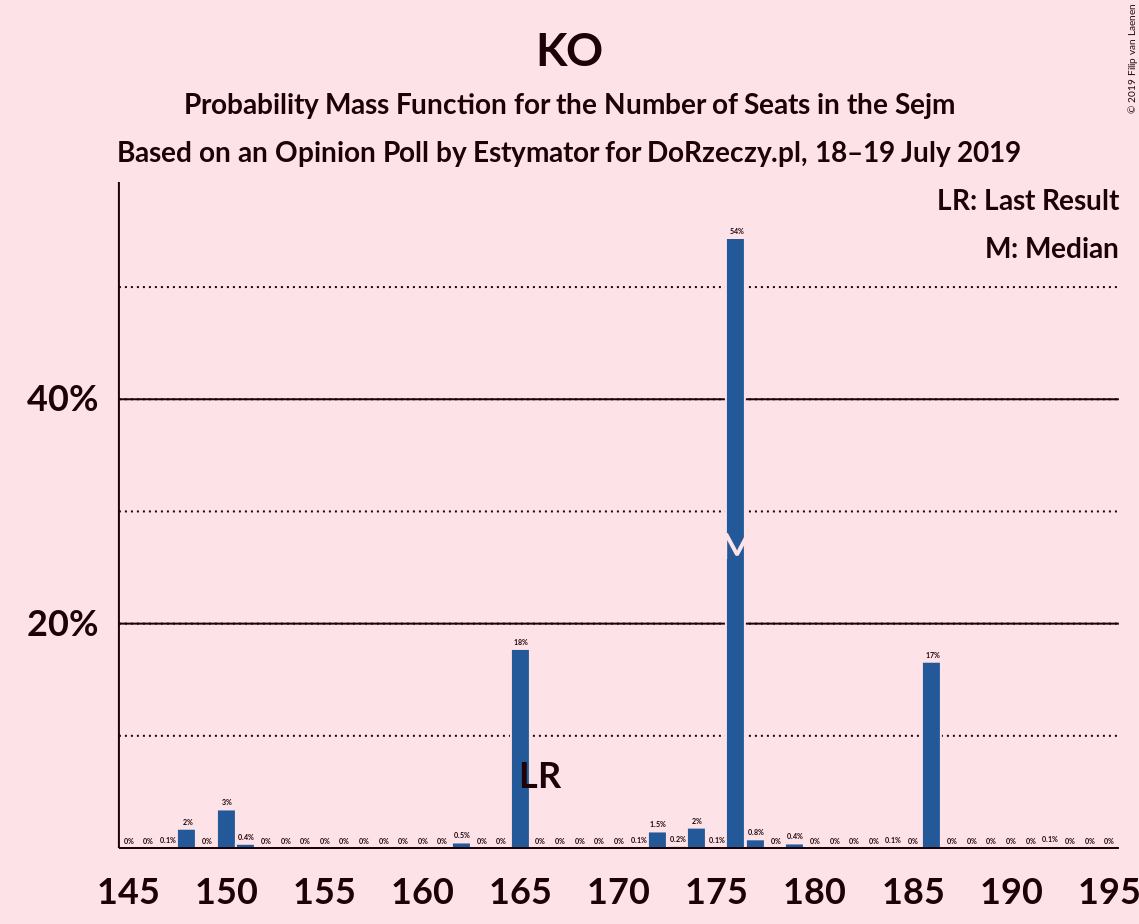 KO
Probability Mass Function for the Number of Seats in the Sejm
Based on an Opinion Poll by Estymator for DoRzeczy.pl, 18–19 July 2019
© 2019 Filip van Laenen
LR: Last Result
M: Median
40%
20%
54%
M
18%
17%
LR
0% 0% 0.1% 2% 0% 3% 0.4% 0% 0% 0% 0% 0% 0% 0% 0% 0% 0% 0.5% 0% 0% 0% 0% 0% 0% 0% 0.1% 1.5% 0.2% 2% 0.1% 0.8% 0% 0.4% 0% 0% 0% 0% 0.1% 0% 0% 0% 0% 0% 0% 0.1% 0% 0% 0%
145 150 155 160 165 170 175 180 185 190 195